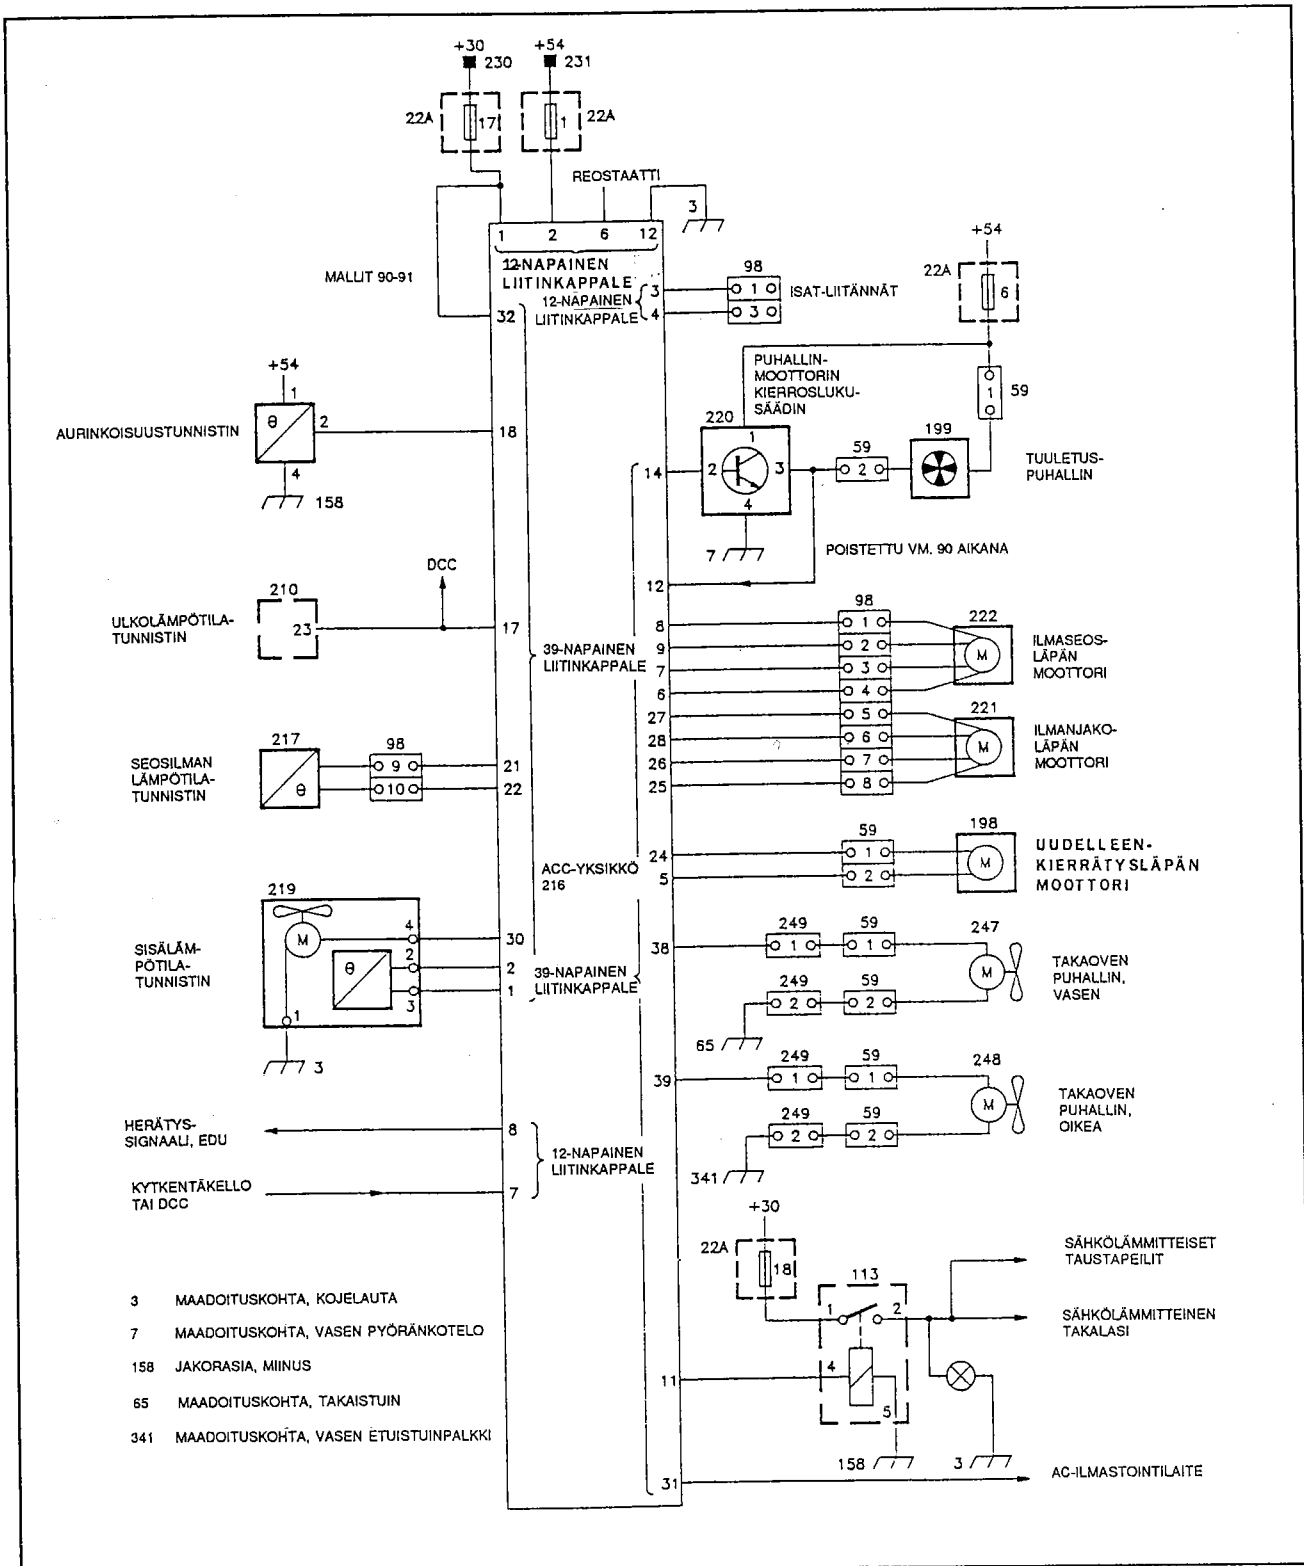 +30
230
+54
231
22A
17
1
22A
REOSTAATTI
3
1 2 6 12
12-NAPAINEN
LIITINKAPPALE
MALLIT 90-91
12-NAPAINEN
LIITINKAPPALE
3
4
98
1
3
ISAT-LIITÄNNÄT
+54
22A
6
32
+54
1
θ
2
4
158
AURINKOISUUSTUNNISTIN
18
PUHALLIN-
MOOTTORIN
KIERROSLUKU-
SÄÄDIN
220
1
2
3
4
7
14
59
1
59
2
199
TUULETUS-
PUHALLIN
POISTETTU VM. 90 AIKANA
12
DCC
210
23
ULKOLÄMPÖTILA-
TUNNISTIN
17
39-NAPAINEN
LIITINKAPPALE
8
9
7
6
27
28
26
25
98
1
2
3
4
5
6
7
8
222
M
ILMASEOS-
LÄPÄN
MOOTTORI
221
M
ILMANJAKO-
LÄPÄN
MOOTTORI
SEOSILMAN
LÄMPÖTILA-
TUNNISTIN
217
θ
98
9
10
21
22
ACC-YKSIKKÖ
216
24
5
59
1
2
198
M
UUDELLEEN-
KIERRÄTYSLÄPÄN
MOOTTORI
SISÄLÄM-
PÖTILA-
TUNNISTIN
219
M
θ
4
2
3
1
3
30
2
1
39-NAPAINEN
LIITINKAPPALE
38
249
1
59
1
249
2
59
2
65
247
M
TAKAOVEN
PUHALLIN,
VASEN
39
249
1
59
1
249
2
59
2
341
248
M
TAKAOVEN
PUHALLIN,
OIKEA
HERÄTYS-
SIGNAALI, EDU
8
KYTKENTÄKELLO
TAI DCC
7
12-NAPAINEN
LIITINKAPPALE
+30
22A
18
113
1
2
4
5
11
158
3
SÄHKÖLÄMMITTEISET
TAUSTAPEILIT
SÄHKÖLÄMMITTEINEN
TAKALASI
31
AC-ILMASTOINTILAITE
3 MAADOITUSKOHTA, KOJELAUTA
7 MAADOITUSKOHTA, VASEN PYÖRÄNKOTELO
158 JAKORASIA, MIINUS
65 MAADOITUSKOHTA, TAKAISTUIN
341 MAADOITUSKOHTA, VASEN ETUISTUINPALKKI